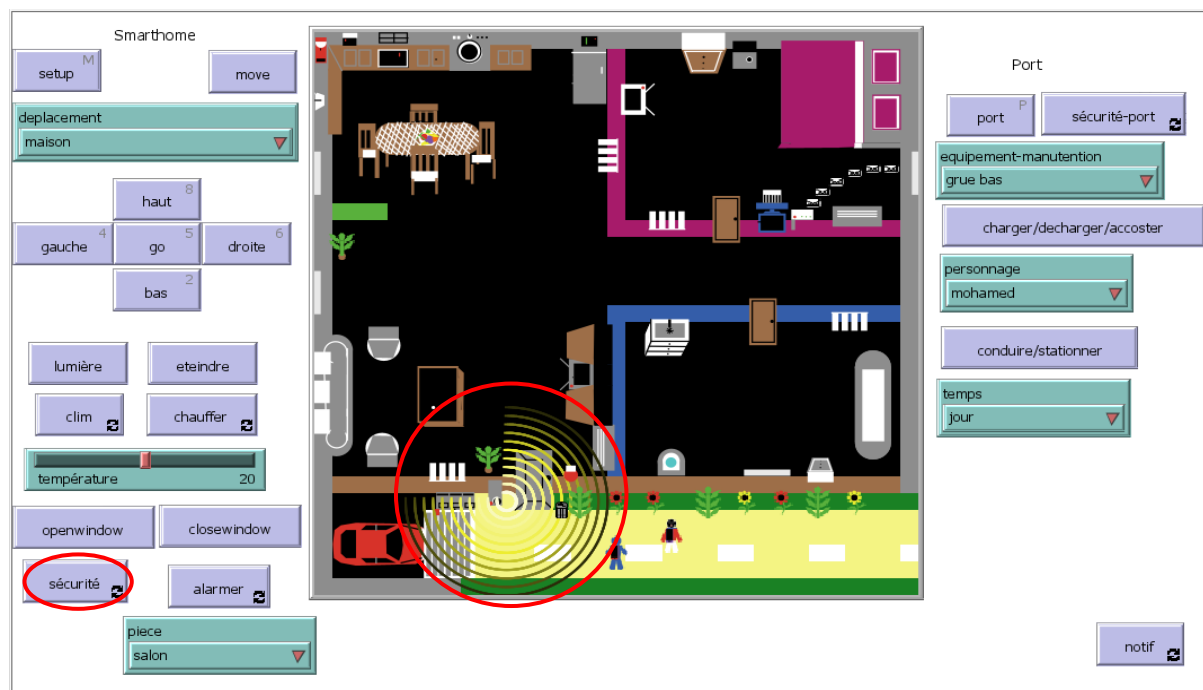 Smarthome
setup M
move
deplacement
maison
haut 8
gauche 4
go 5
droite 6
bas 2
lumière
eteindre
clim
chauffer
température 20
openwindow
closewindow
sécurité
alarmer
piece
salon
Port
port P
sécurité-port
equipement-manutention
grue bas
charger/decharger/accoster
personnage
mohamed
conduire/stationner
temps
jour
notif